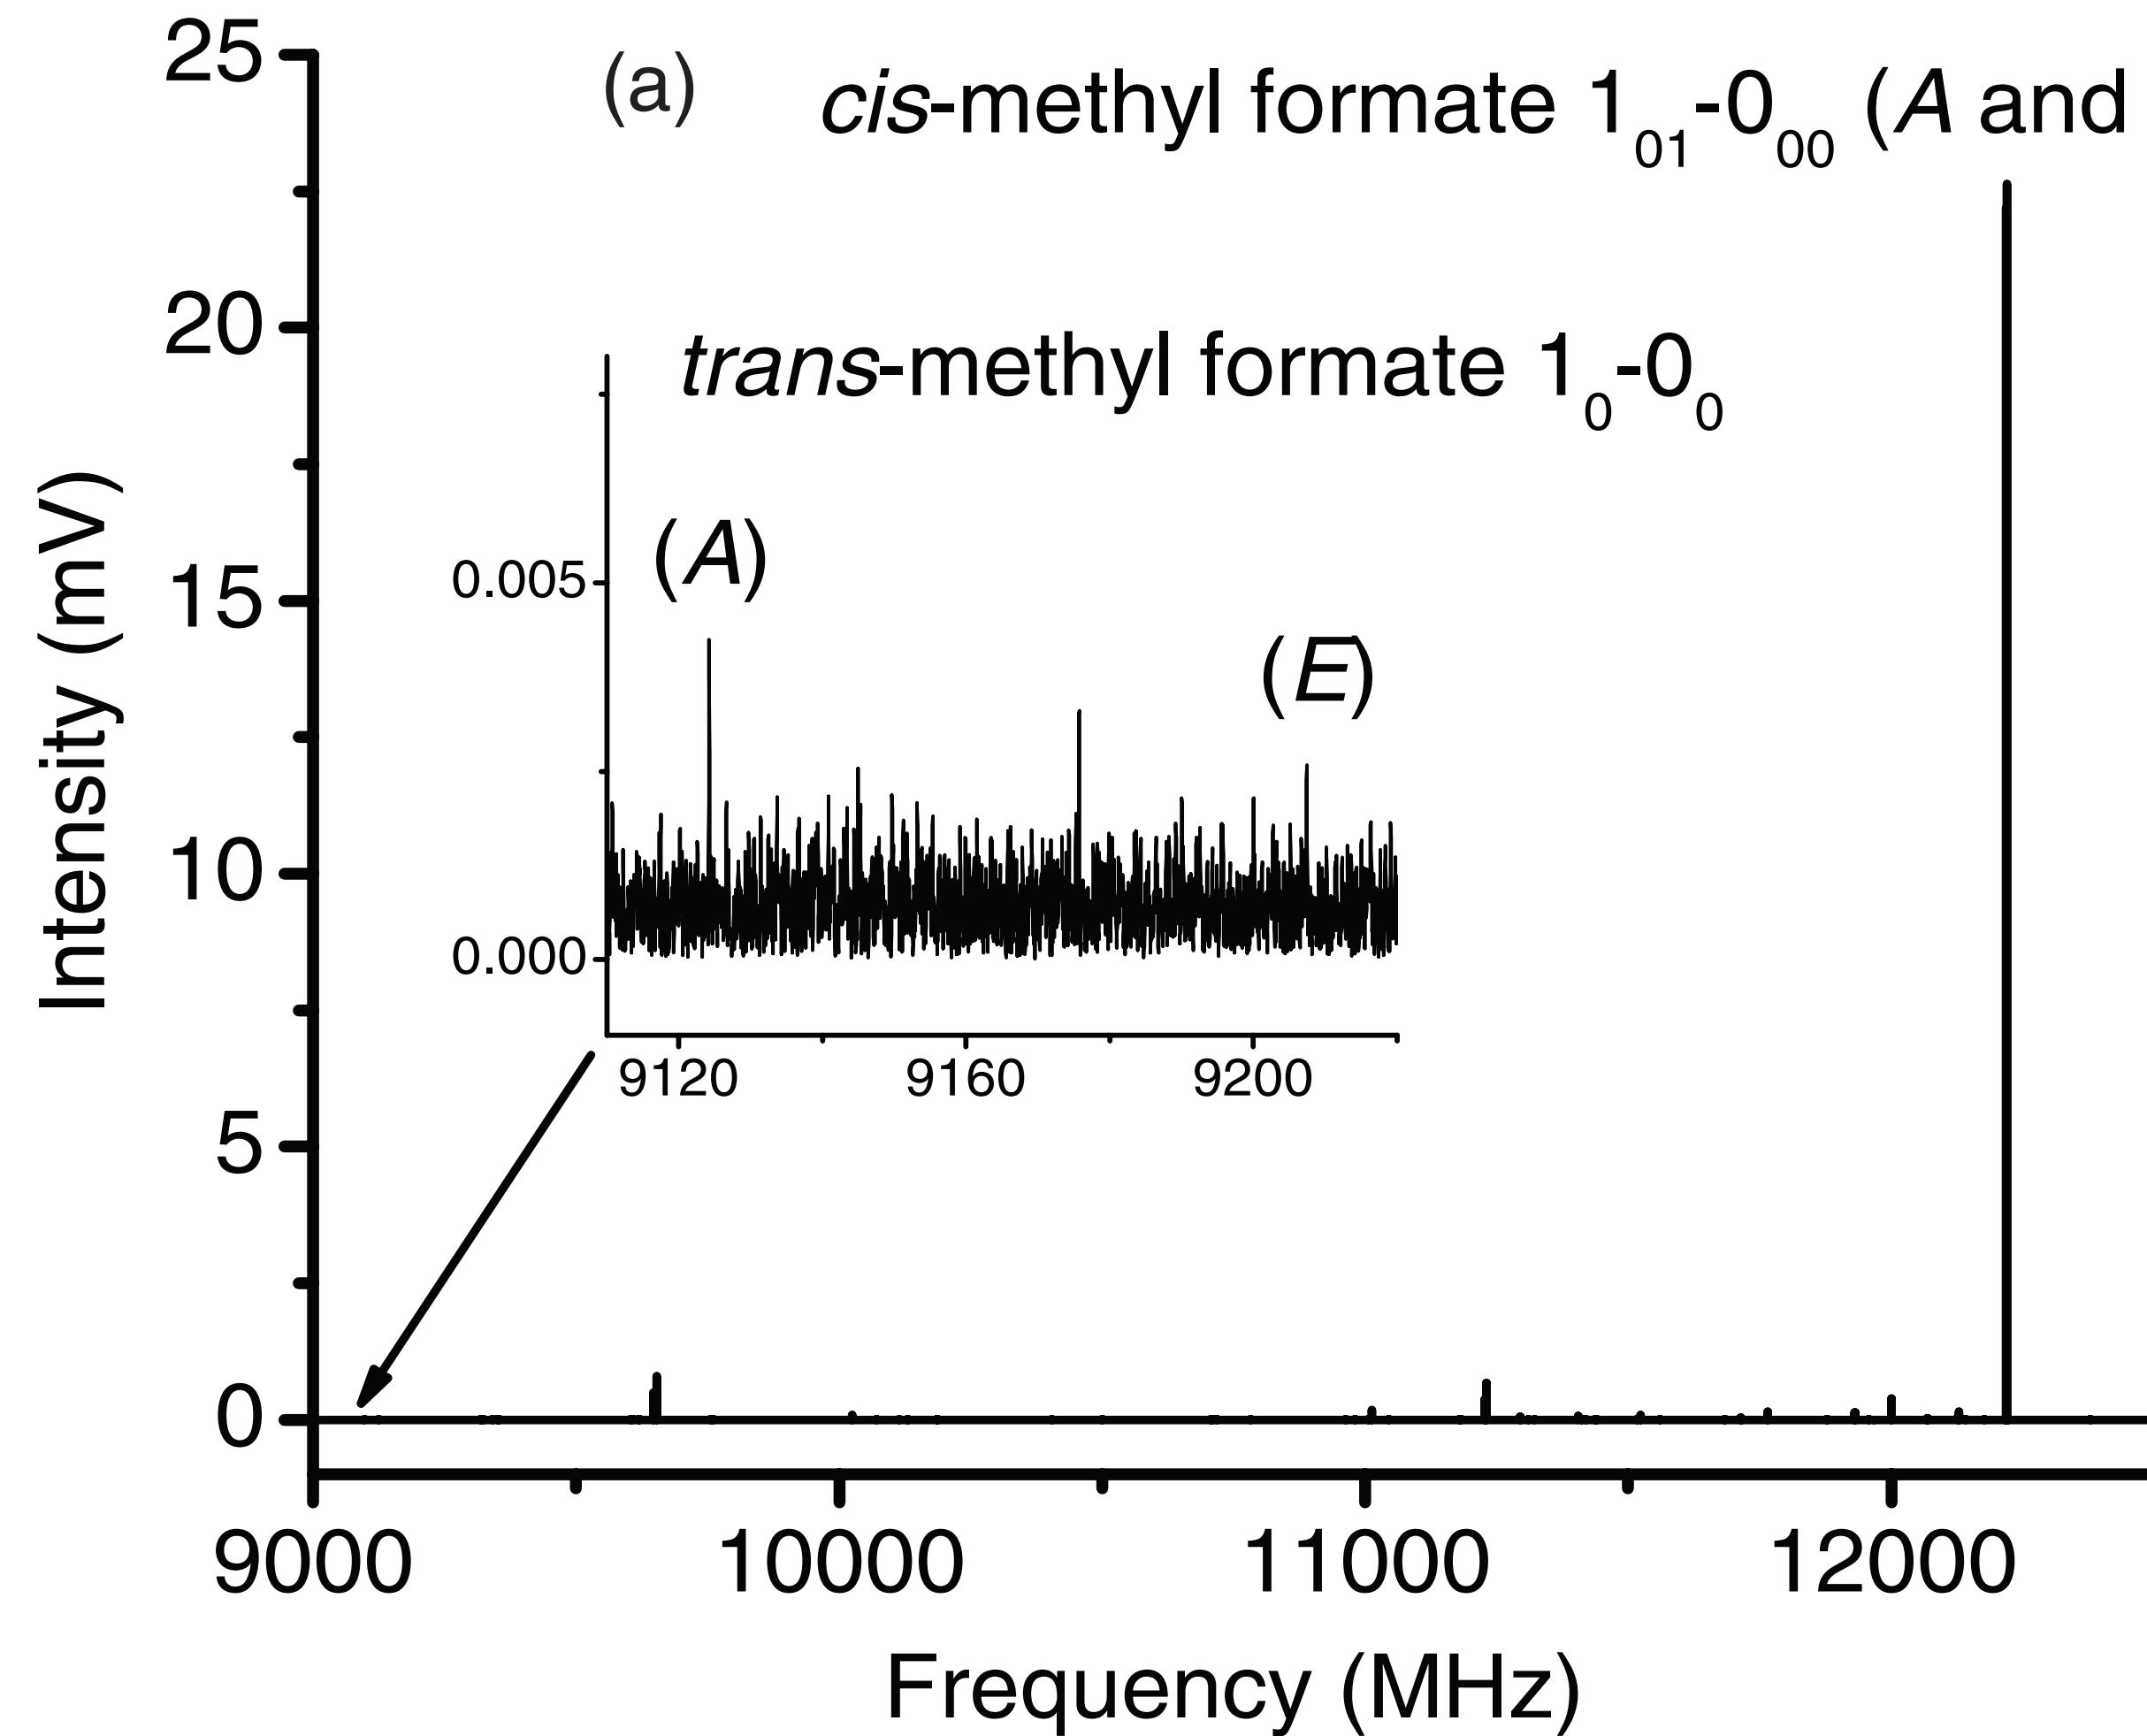 (a)
cis-methyl formate 1₀₁-0₀₀ (A and
trans-methyl formate 1₀-0₀
(A)
(E)
0.005
0.000
9120 9160 9200
25
20
15
10
5
0
Intensity (mV)
9000 10000 11000 12000
Frequency (MHz)